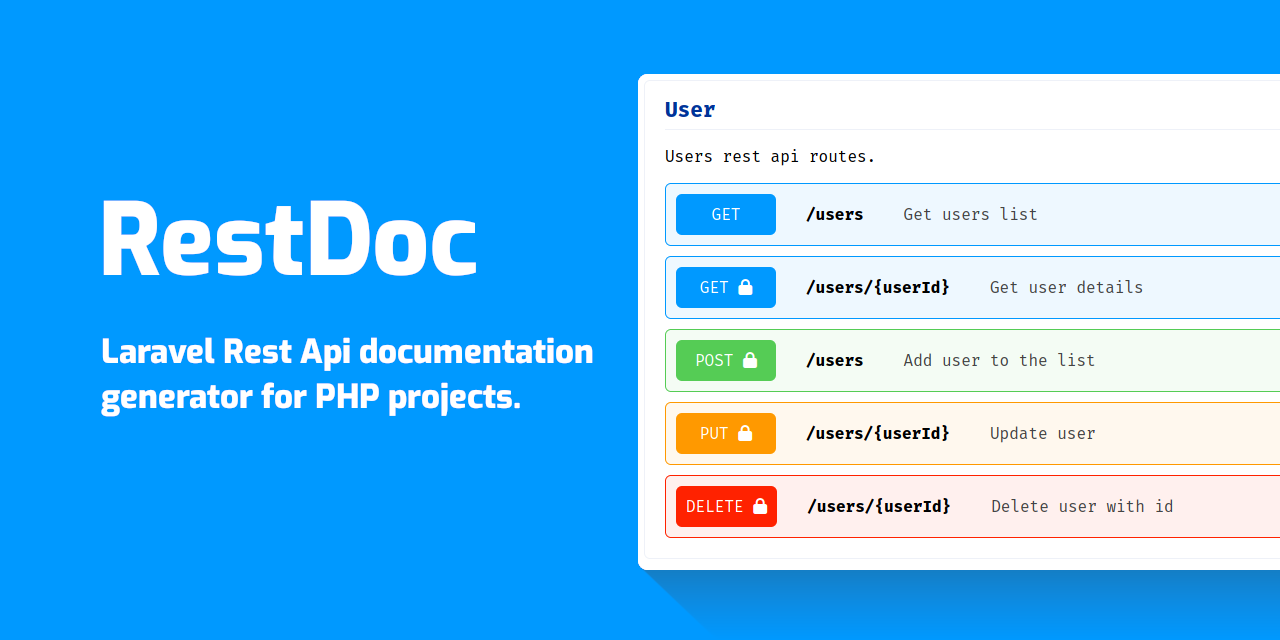 RestDoc
Laravel Rest Api documentation
generator for PHP projects.
User
Users rest api routes.
GET /users Get users list
GET /users/{userId} Get user details
POST /users Add user to the list
PUT /users/{userId} Update user
DELETE /users/{userId} Delete user with id